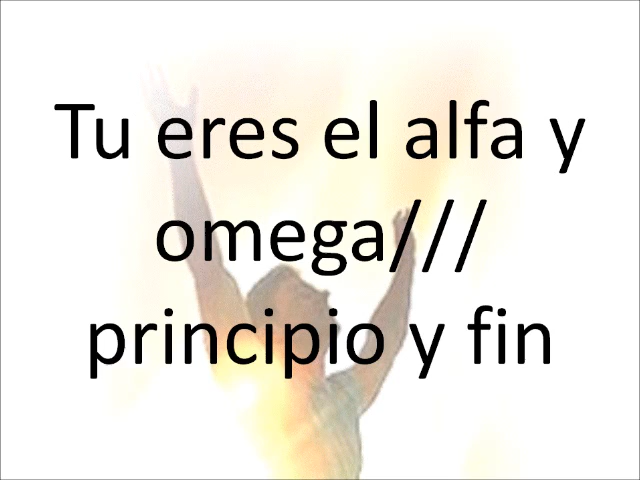 Tu eres el alfa y
omega///
principio y fin